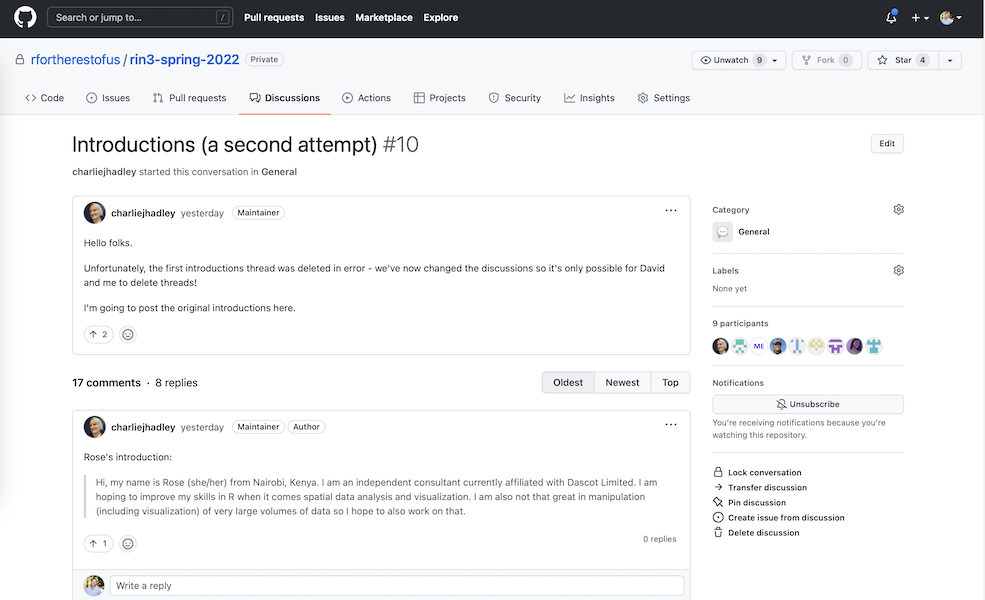 Search or jump to... /
Pull requests Issues Marketplace Explore
rfortherestofus / rin3-spring-2022 Private
Unwatch 9 Fork 0 Star 4
Code Issues Pull requests Discussions Actions Projects Security Insights Settings
Introductions (a second attempt) #10
Edit
charliejhadley started this conversation in General
charliejhadley yesterday Maintainer
Hello folks.
Unfortunately, the first introductions thread was deleted in error - we've now changed the discussions so it's only possible for David
and me to delete threads!
I'm going to post the original introductions here.
2
17 comments · 8 replies
Oldest Newest Top
charliejhadley yesterday Maintainer Author
Rose's introduction:
Hi, my name is Rose (she/her) from Nairobi, Kenya. I am an independent consultant currently affiliated with Dascot Limited. I am
hoping to improve my skills in R when it comes spatial data analysis and visualization. I am also not that great in manipulation
(including visualization) of very large volumes of data so I hope to also work on that.
1
0 replies
Write a reply
Category
General
Labels
None yet
9 participants
ME
Notifications
Unsubscribe
You're receiving notifications because you're
watching this repository.
Lock conversation
Transfer discussion
Pin discussion
Create issue from discussion
Delete discussion